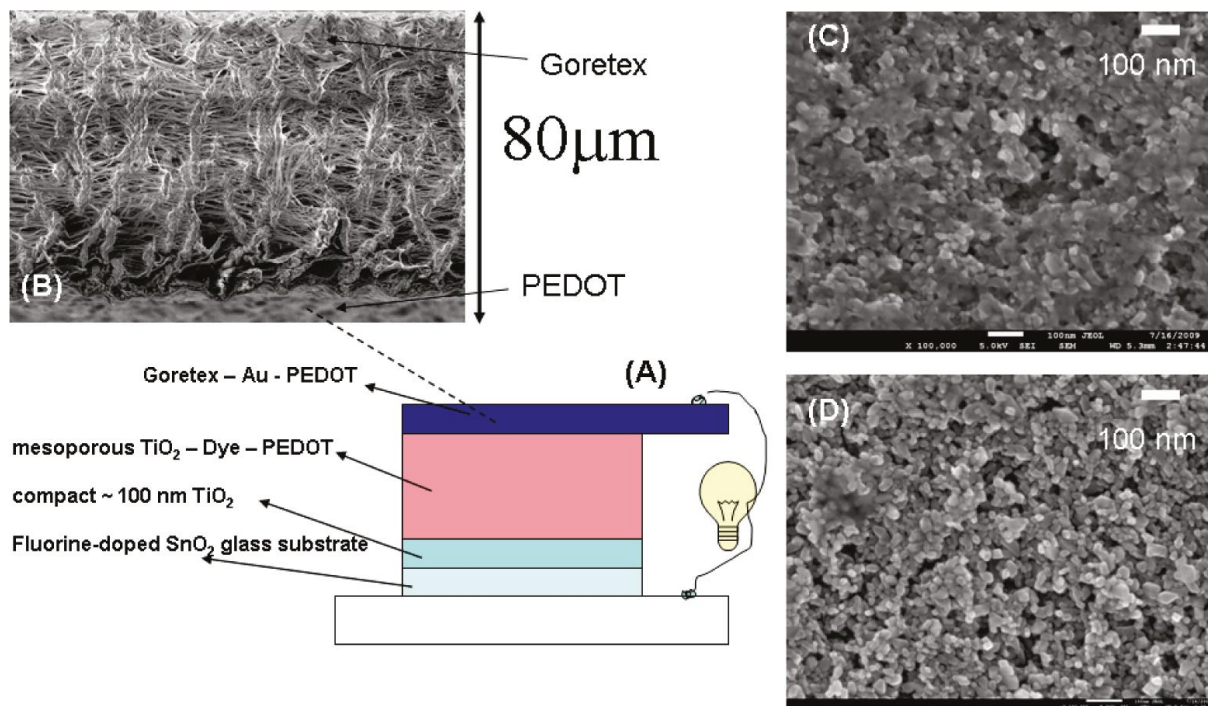 Goretex
80µm
PEDOT
(B)
(A)
Goretex – Au - PEDOT
mesoporous TiO₂ – Dye – PEDOT
compact ~ 100 nm TiO₂
Fluorine-doped SnO₂ glass substrate
(C)
100 nm
100nm JEOL 7/16/2009
X 100,000 5.0kV SEI SEM WD 5.3mm 2:47:44
(D)
100 nm